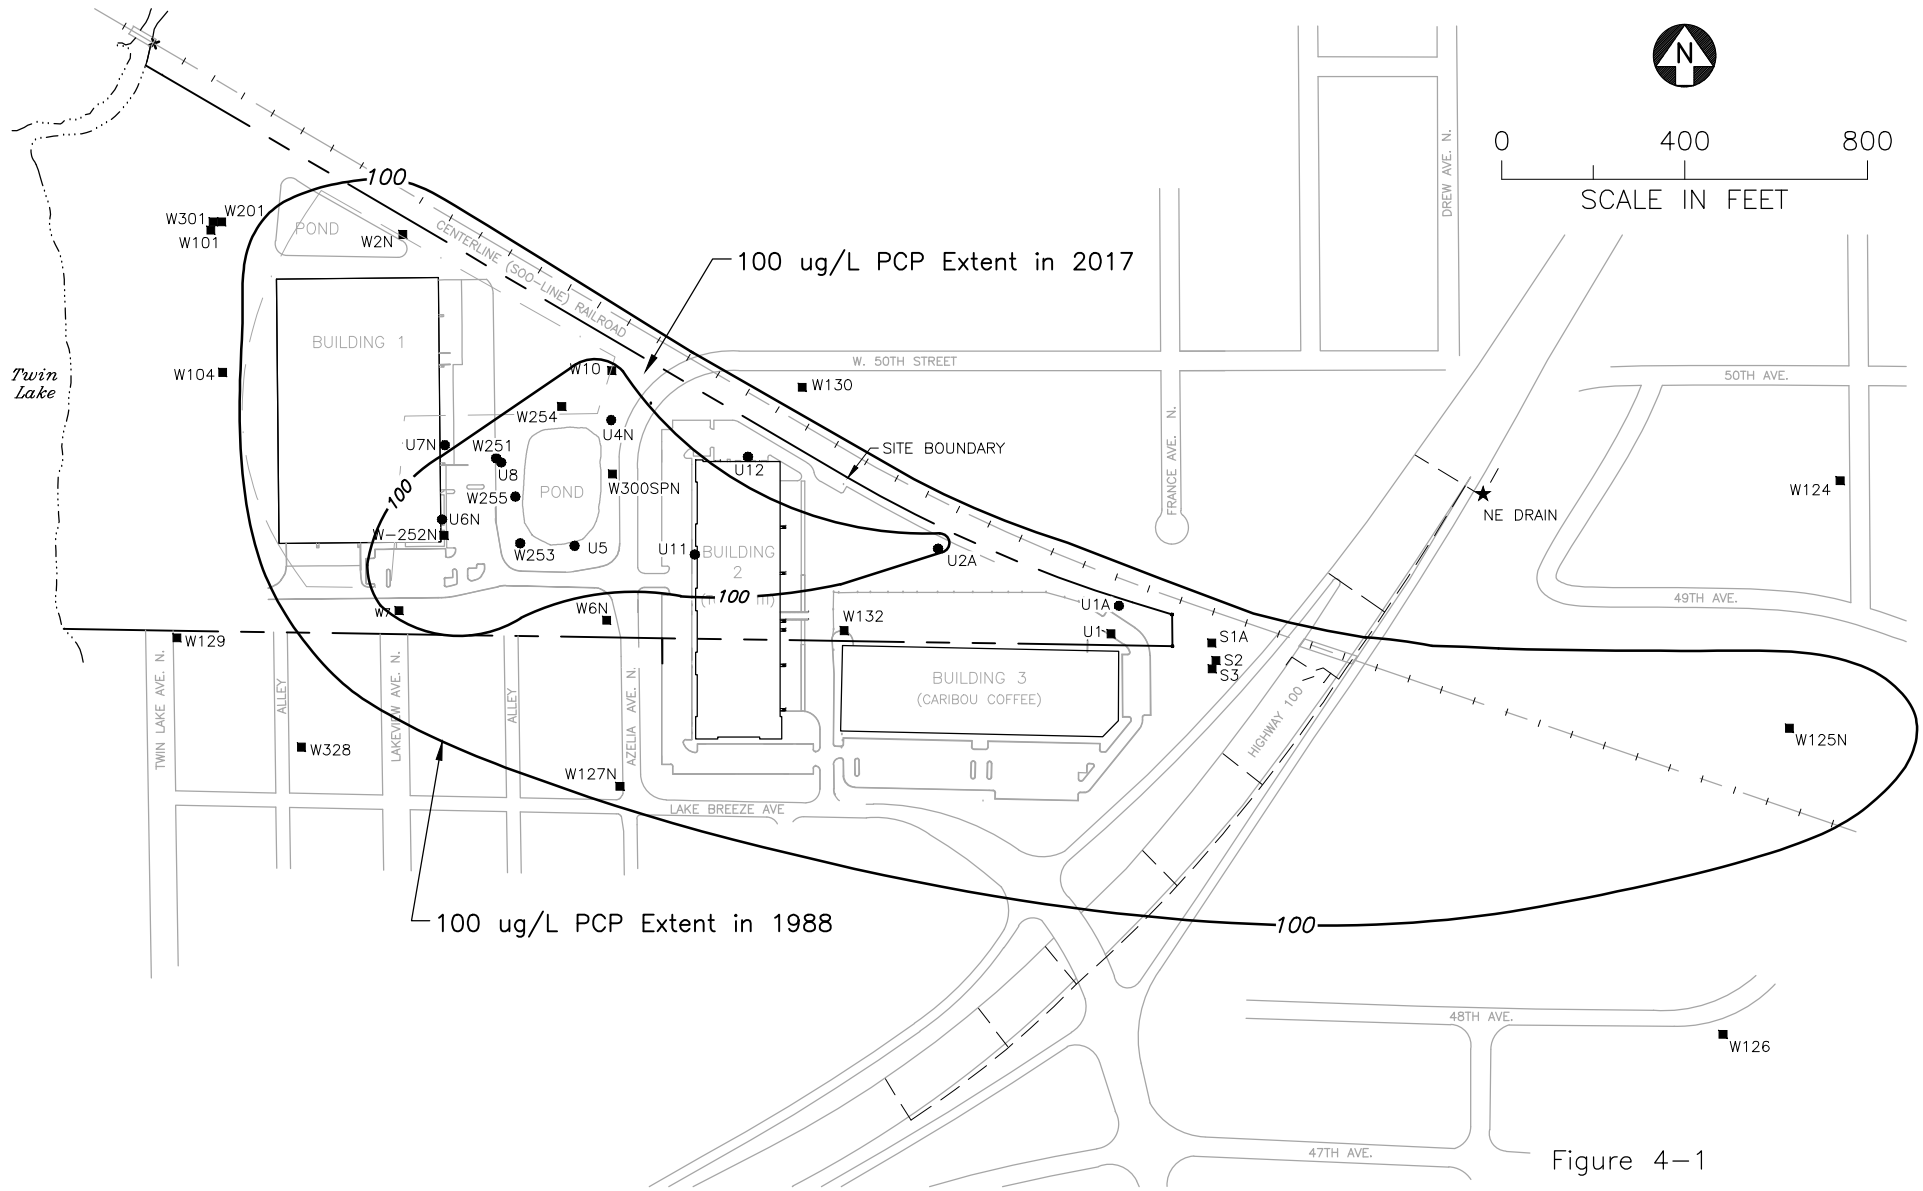 N
0 400 800
SCALE IN FEET
100
W301
W201
W101
POND
W2N
CENTERLINE (SOO-LINE) RAILROAD
100 ug/L PCP Extent in 2017
DREW AVE. N.
BUILDING 1
W. 50TH STREET
50TH AVE.
Twin
Lake
W104
W10
W130
W254
U4N
FRANCE AVE. N.
U7N
W251
U8
U12
SITE BOUNDARY
100
W255
POND
W300SPN
W124
NE DRAIN
U6N
W-252N
W253
U5
U11
BUILDING
2
U2A
100
W7
W6N
W132
U1A
U1
49TH AVE.
S1A
S2
S3
W129
TWIN LAKE AVE. N.
ALLEY
LAKEVIEW AVE. N.
ALLEY
AZELIA AVE. N.
BUILDING 3
(CARIBOU COFFEE)
HIGHWAY 100
W125N
W328
W127N
LAKE BREEZE AVE
100 ug/L PCP Extent in 1988
100
48TH AVE.
W126
47TH AVE.
Figure 4-1